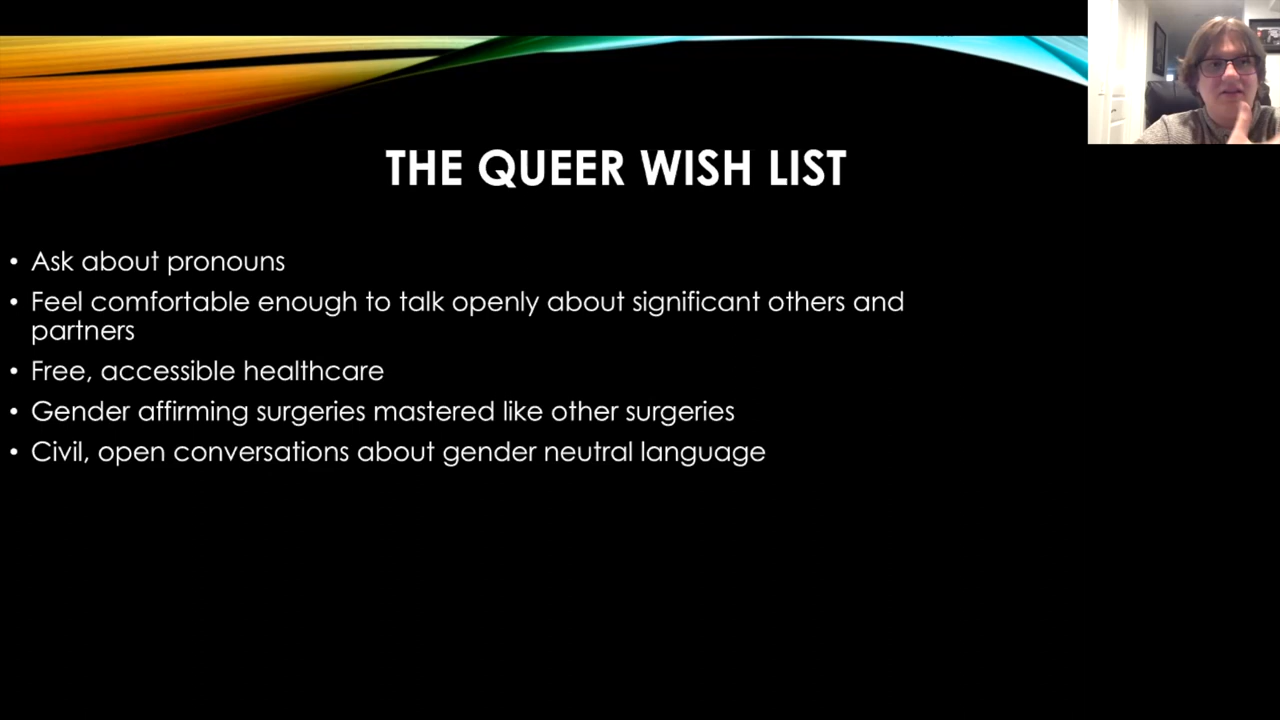 THE QUEER WISH LIST
• Ask about pronouns
• Feel comfortable enough to talk openly about significant others and
partners
• Free, accessible healthcare
• Gender affirming surgeries mastered like other surgeries
• Civil, open conversations about gender neutral language